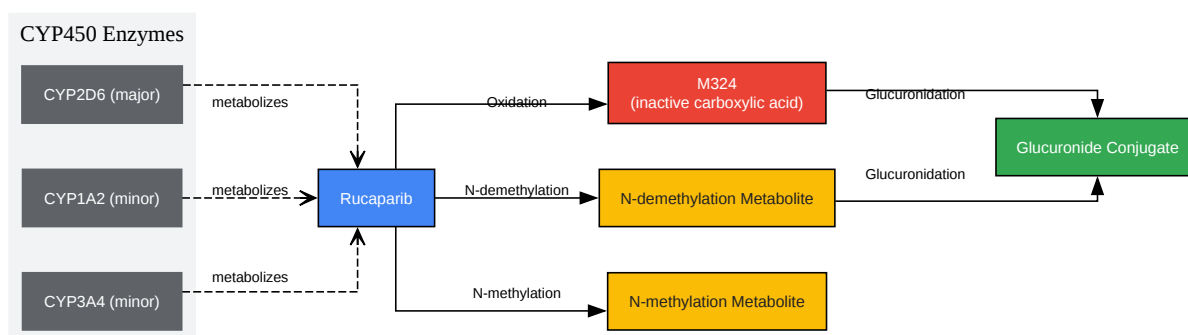 CYP450 Enzymes
CYP2D6 (major)
metabolizes
CYP1A2 (minor)
metabolizes
CYP3A4 (minor)
metabolizes
Rucaparib
Oxidation
N-demethylation
N-methylation
M324
(inactive carboxylic acid)
N-demethylation Metabolite
N-methylation Metabolite
Glucuronidation
Glucuronidation
Glucuronide Conjugate